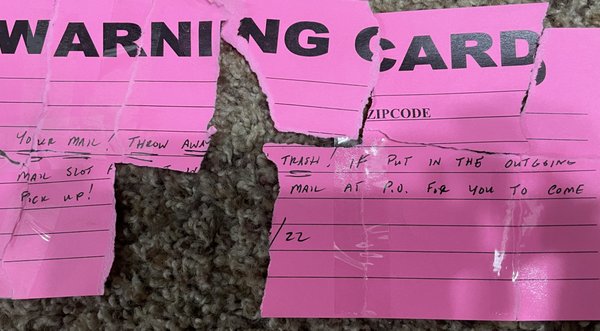 WARNING CARD
ZIPCODE
YOUR MAIL! THROW AWAY TRASH! IF PUT IN THE OUTGOING
MAIL SLOT MAIL AT P.O. FOR YOU TO COME
PICK UP!
/22